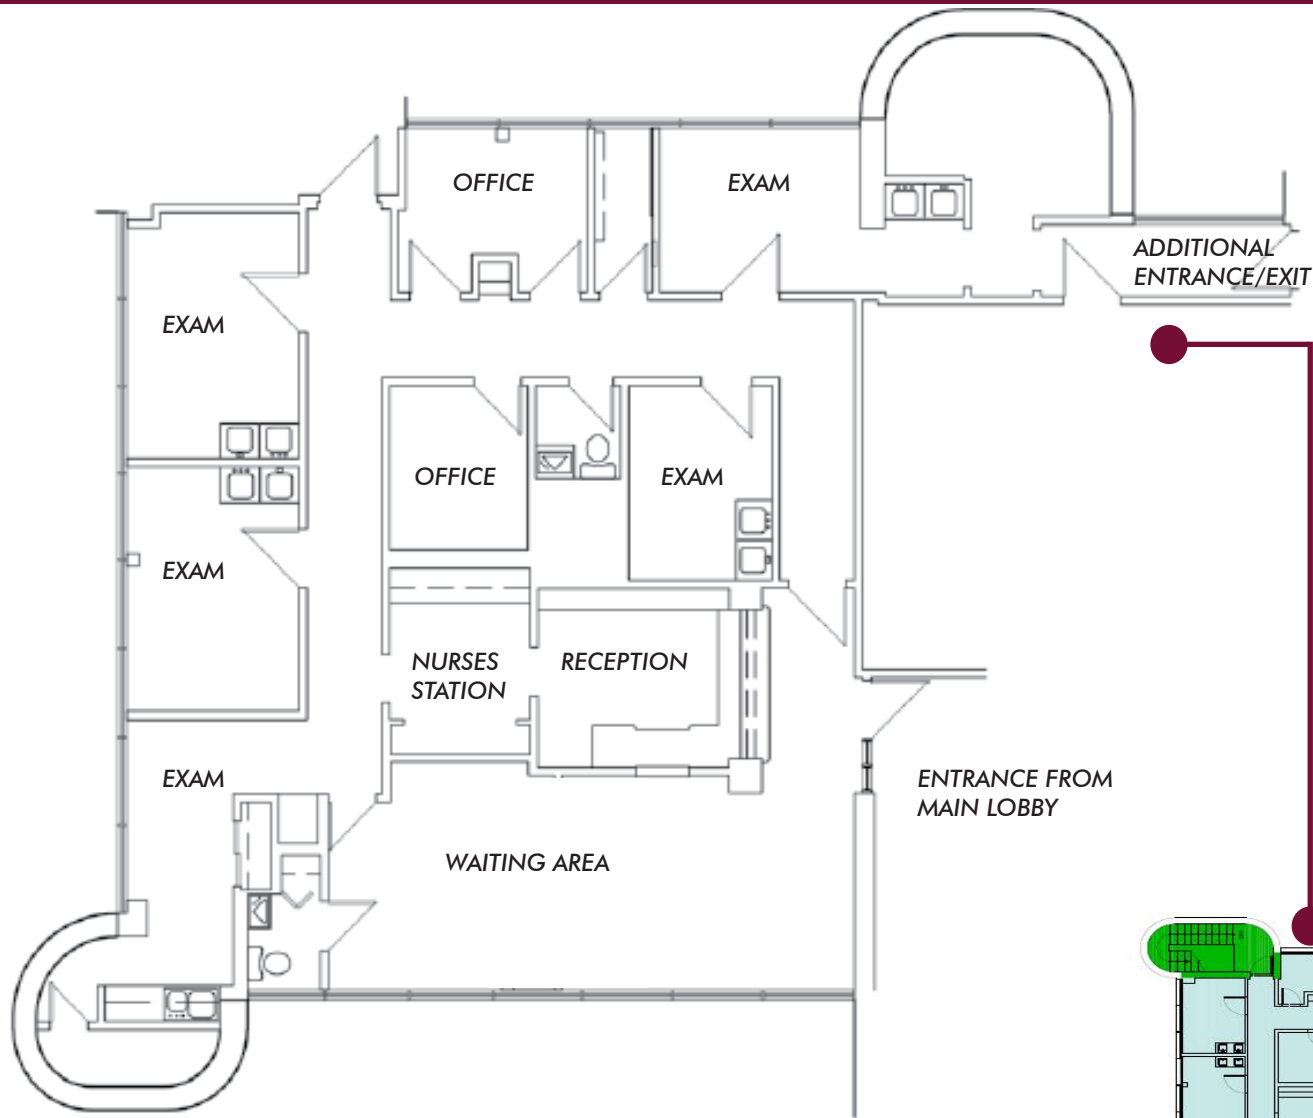 OFFICE
EXAM
ADDITIONAL
ENTRANCE/EXIT
EXAM
OFFICE
EXAM
EXAM
NURSES
STATION
RECEPTION
EXAM
ENTRANCE FROM
MAIN LOBBY
WAITING AREA